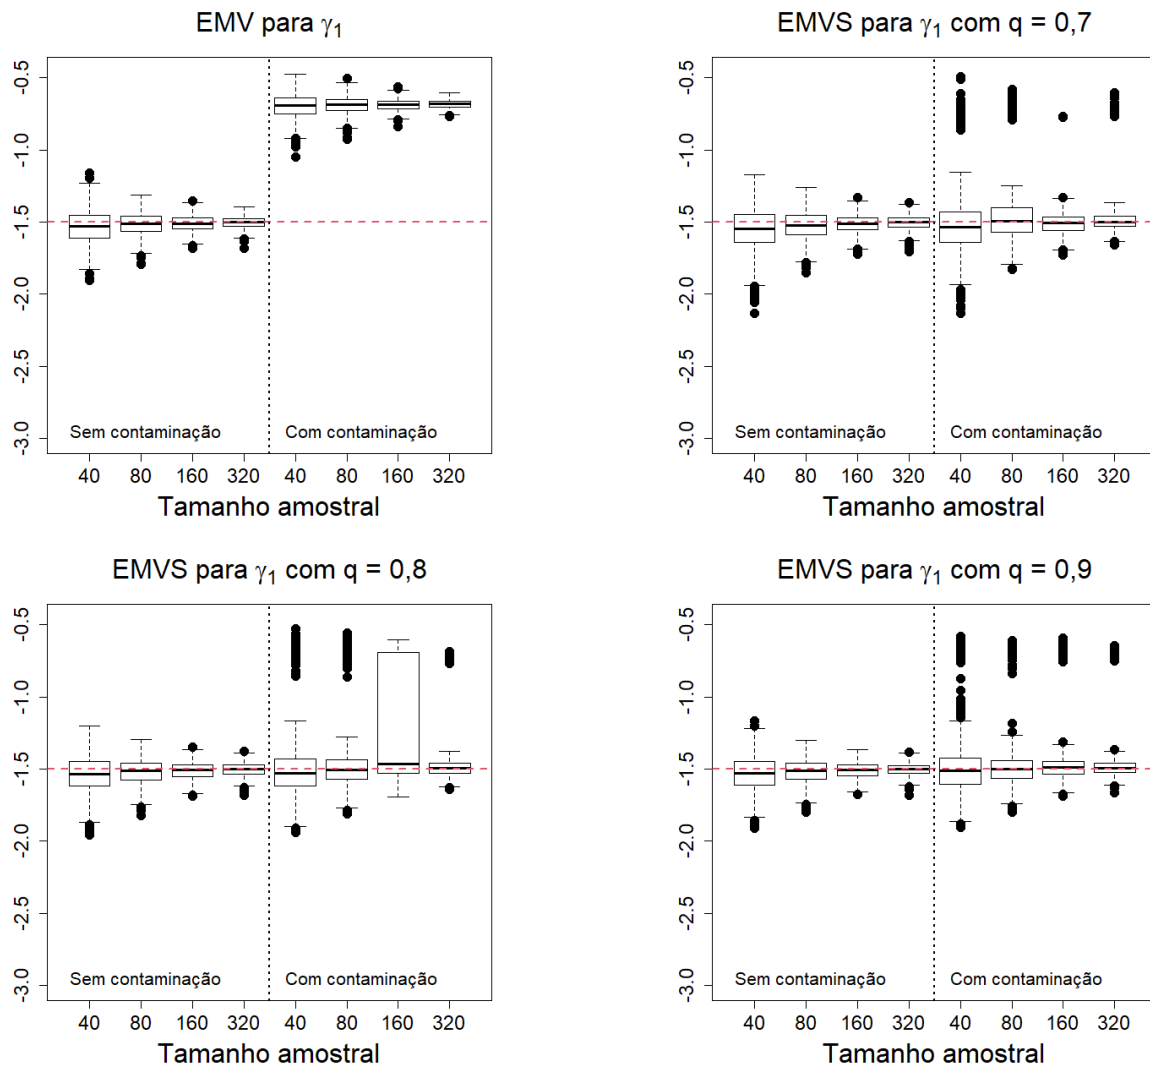 EMV para γ1
-0.5
-1.0
-1.5
-2.0
-2.5
-3.0
Sem contaminação
Com contaminação
40 80 160 320 40 80 160 320
Tamanho amostral
EMVS para γ1 com q = 0,7
-0.5
-1.0
-1.5
-2.0
-2.5
-3.0
Sem contaminação
Com contaminação
40 80 160 320 40 80 160 320
Tamanho amostral
EMVS para γ1 com q = 0,8
-0.5
-1.0
-1.5
-2.0
-2.5
-3.0
Sem contaminação
Com contaminação
40 80 160 320 40 80 160 320
Tamanho amostral
EMVS para γ1 com q = 0,9
-0.5
-1.0
-1.5
-2.0
-2.5
-3.0
Sem contaminação
Com contaminação
40 80 160 320 40 80 160 320
Tamanho amostral